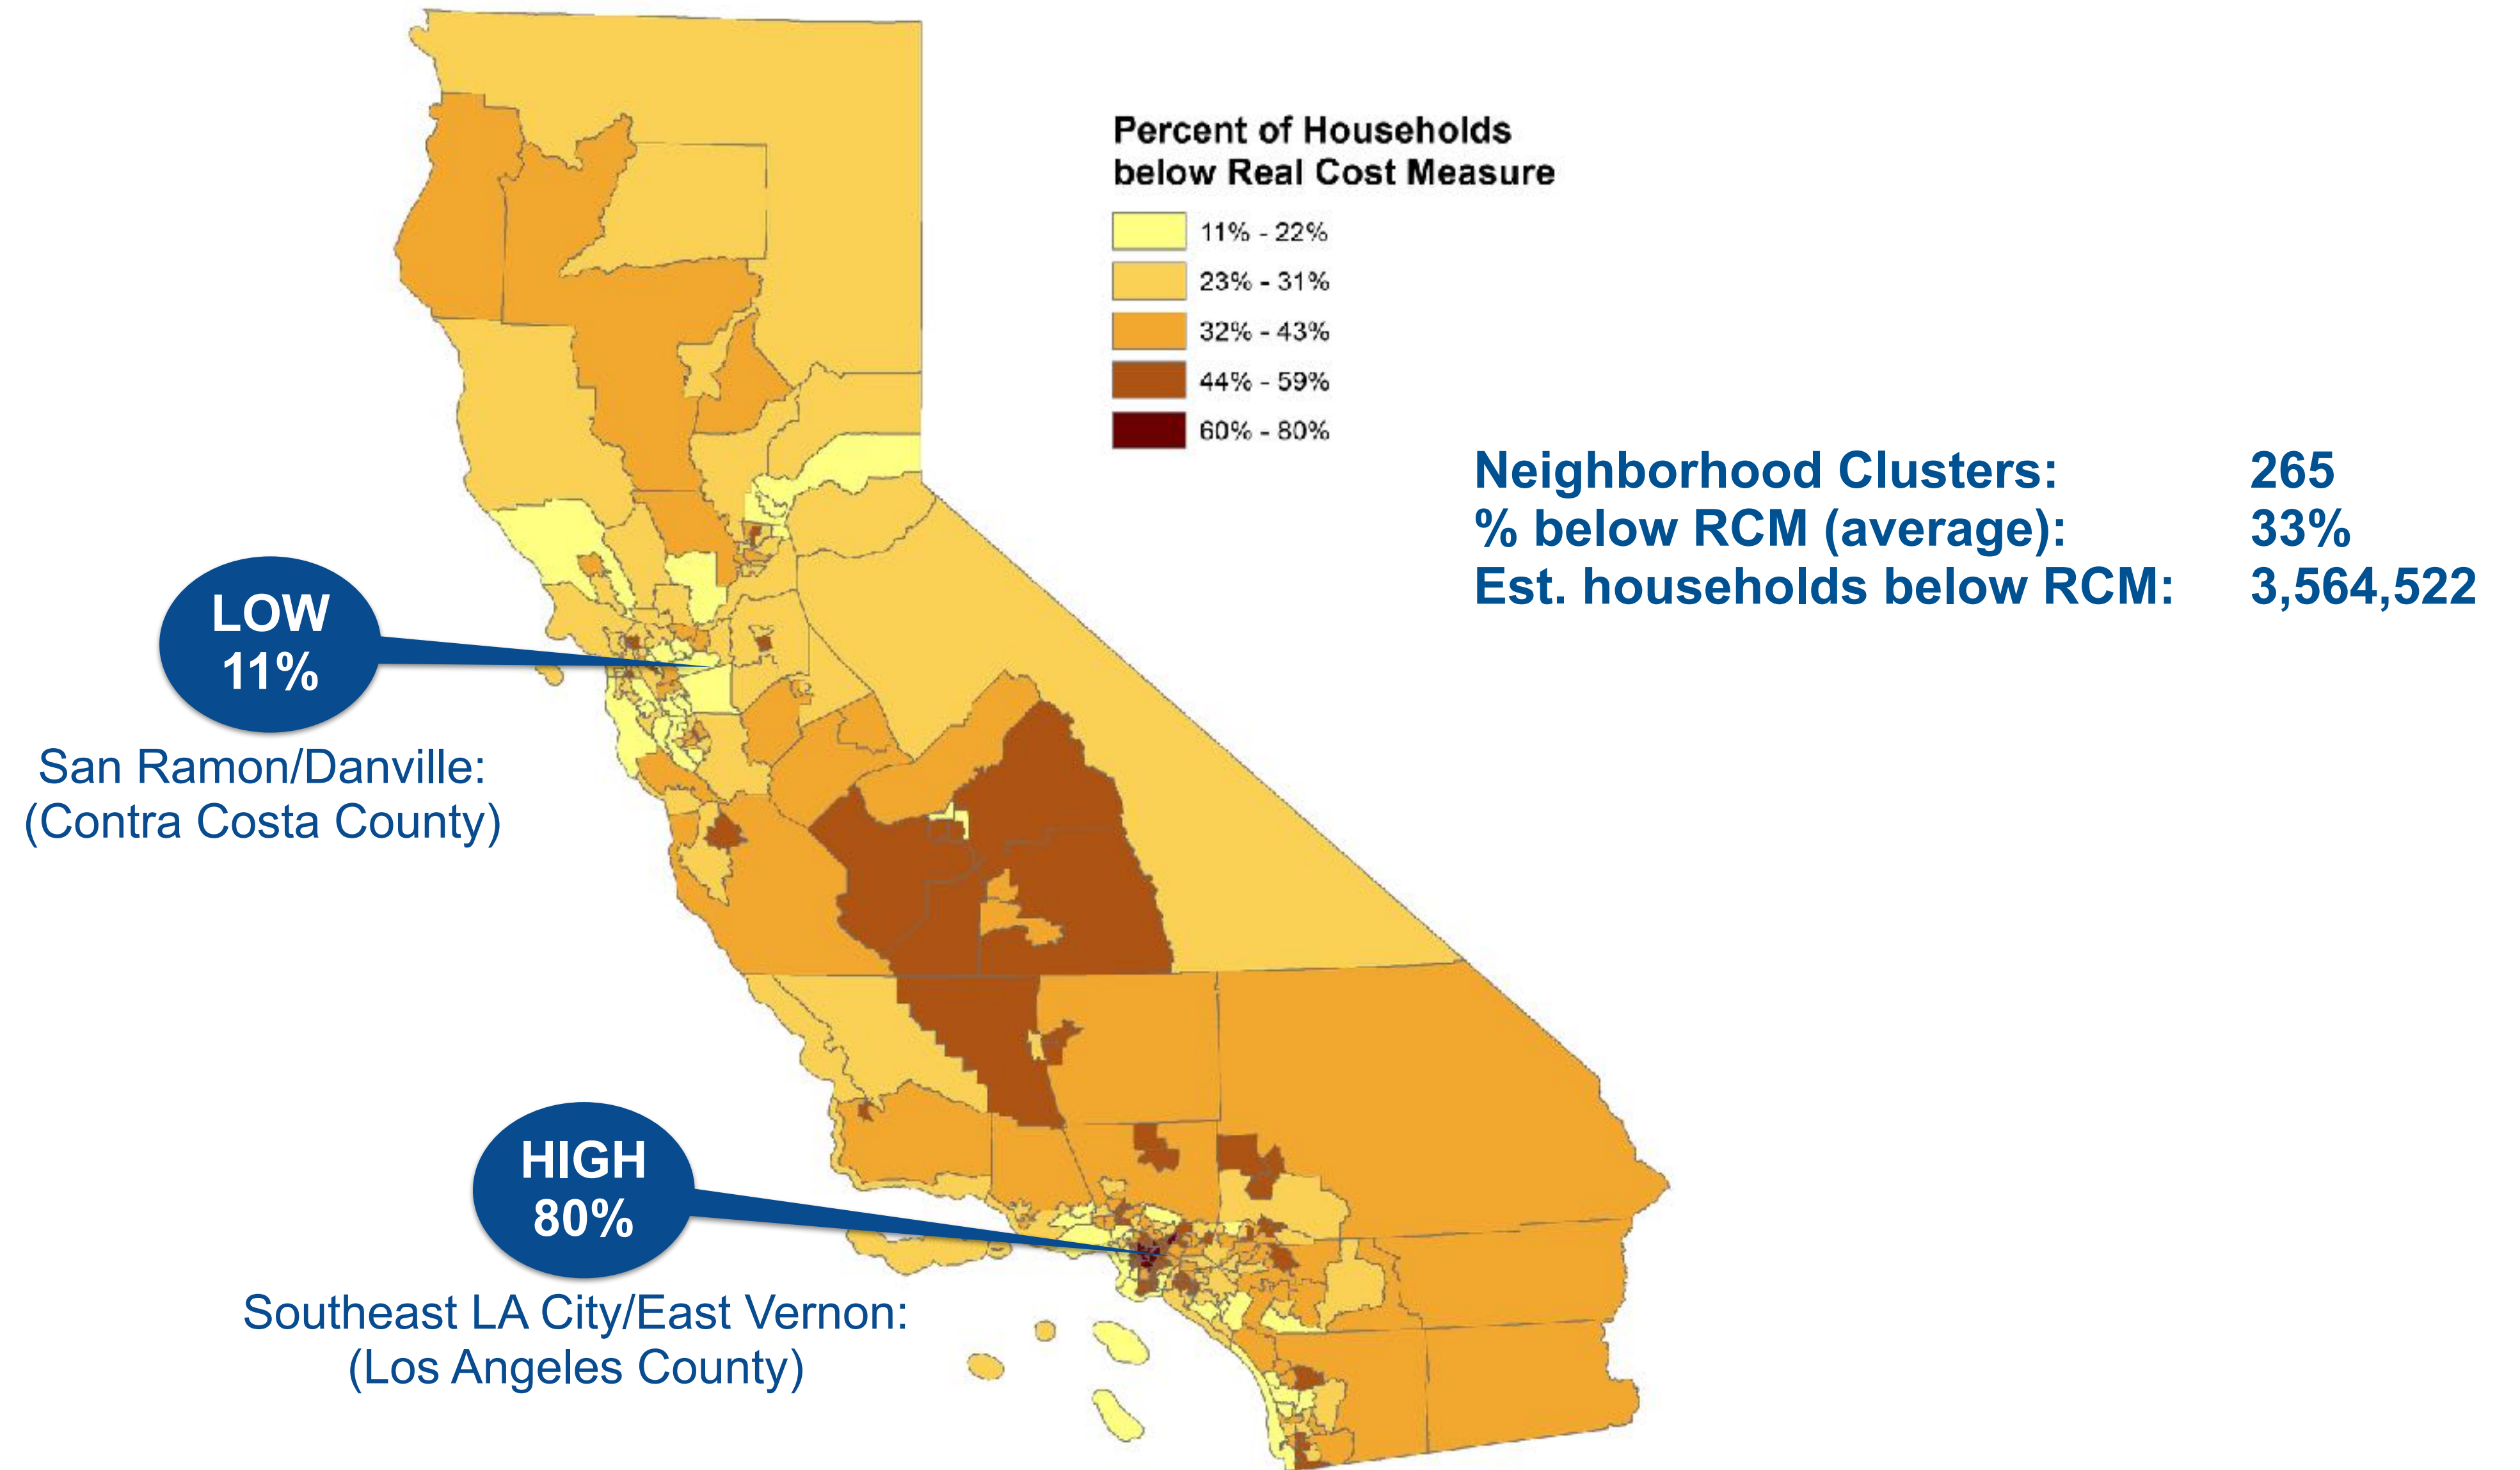 Percent of Households
below Real Cost Measure
11% - 22%
23% - 31%
32% - 43%
44% - 59%
60% - 80%
Neighborhood Clusters: 265
% below RCM (average): 33%
Est. households below RCM: 3,564,522
LOW
11%
San Ramon/Danville:
(Contra Costa County)
HIGH
80%
Southeast LA City/East Vernon:
(Los Angeles County)